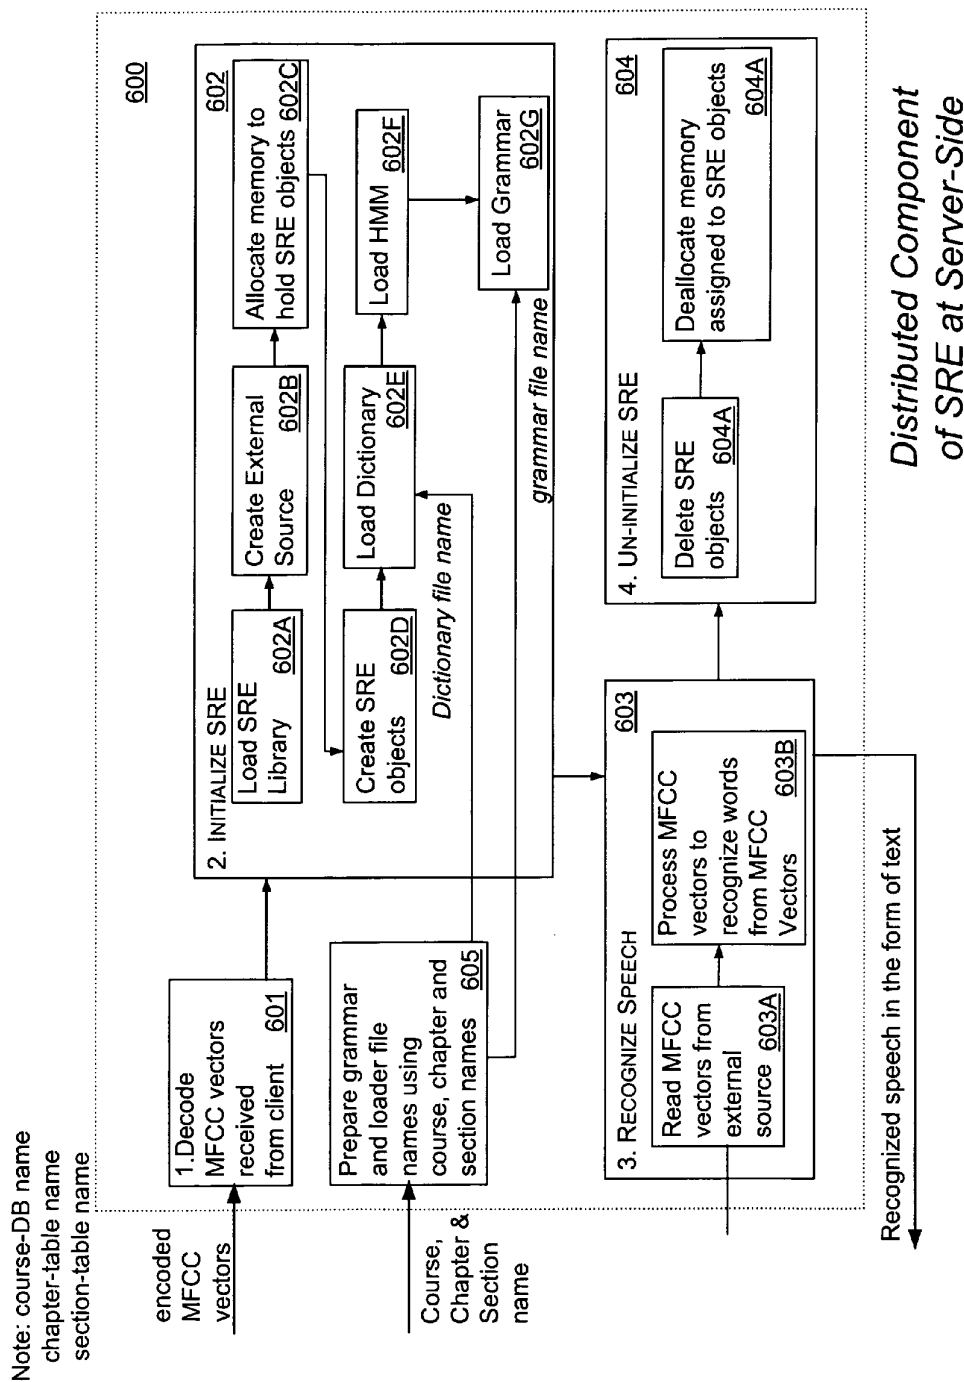 Note: course-DB name
chapter-table name
section-table name
600
encoded
MFCC
vectors
1.Decode
MFCC vectors
received
from client 601
2. INITIALIZE SRE
602
Load SRE
Library 602A
Create External
Source 602B
Allocate memory to
hold SRE objects 602C
Create SRE
objects 602D
Load Dictionary
602E
Load HMM
602F
Dictionary file name
Load Grammar
602G
grammar file name
Course,
Chapter &
Section
name
Prepare grammar
and loader file
names using
course, chapter and
section names 605
3. RECOGNIZE SPEECH
603
Read MFCC
vectors from
external
source 603A
Process MFCC
vectors to
recognize words
from MFCC
Vectors 603B
4. UN-INITIALIZE SRE
604
Delete SRE
objects 604A
Deallocate memory
assigned to SRE objects
604A
Recognized speech in the form of text
Distributed Component
of SRE at Server-Side